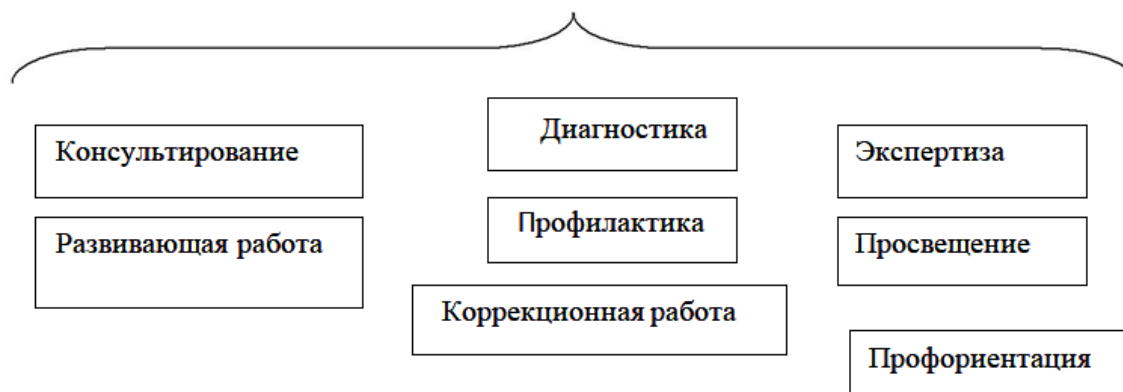 Консультирование
Развивающая работа
Диагностика
Профилактика
Коррекционная работа
Экспертиза
Просвещение
Профориентация